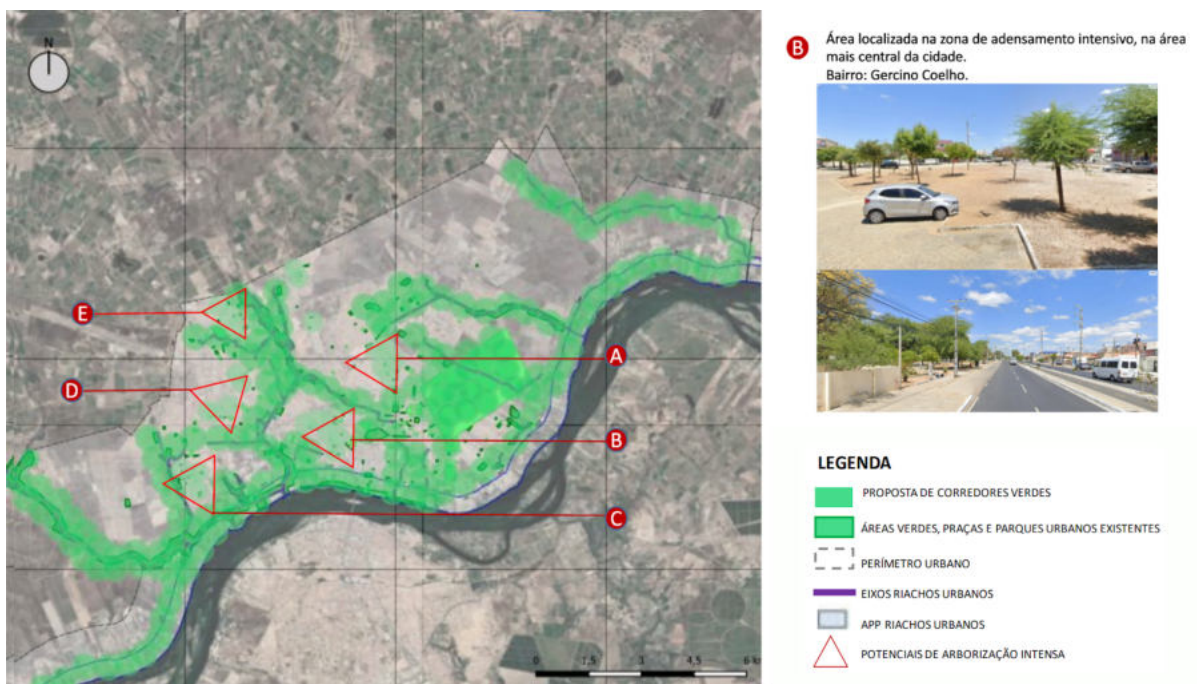 N
E
D
A
B
C
0 1,5 3 4,5 6 km
B
Área localizada na zona de adensamento intensivo, na área
mais central da cidade.
Bairro: Gercino Coelho.
LEGENDA
PROPOSTA DE CORREDORES VERDES
ÁREAS VERDES, PRAÇAS E PARQUES URBANOS EXISTENTES
PERÍMETRO URBANO
EIXOS RIACHOS URBANOS
APP RIACHOS URBANOS
POTENCIAIS DE ARBORIZAÇÃO INTENSA